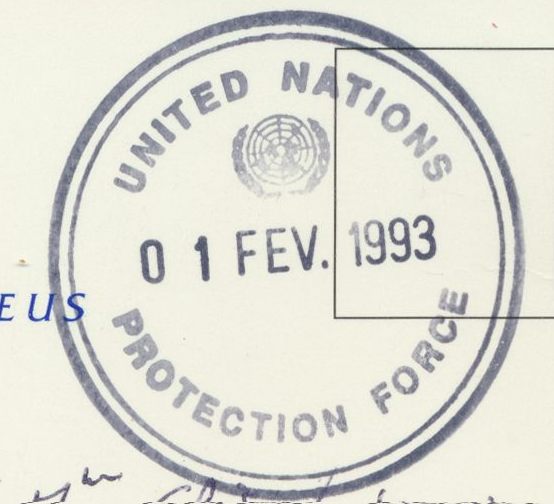 UNITED NATIONS
01 FEV. 1993
EUS
PROTECTION FORCE